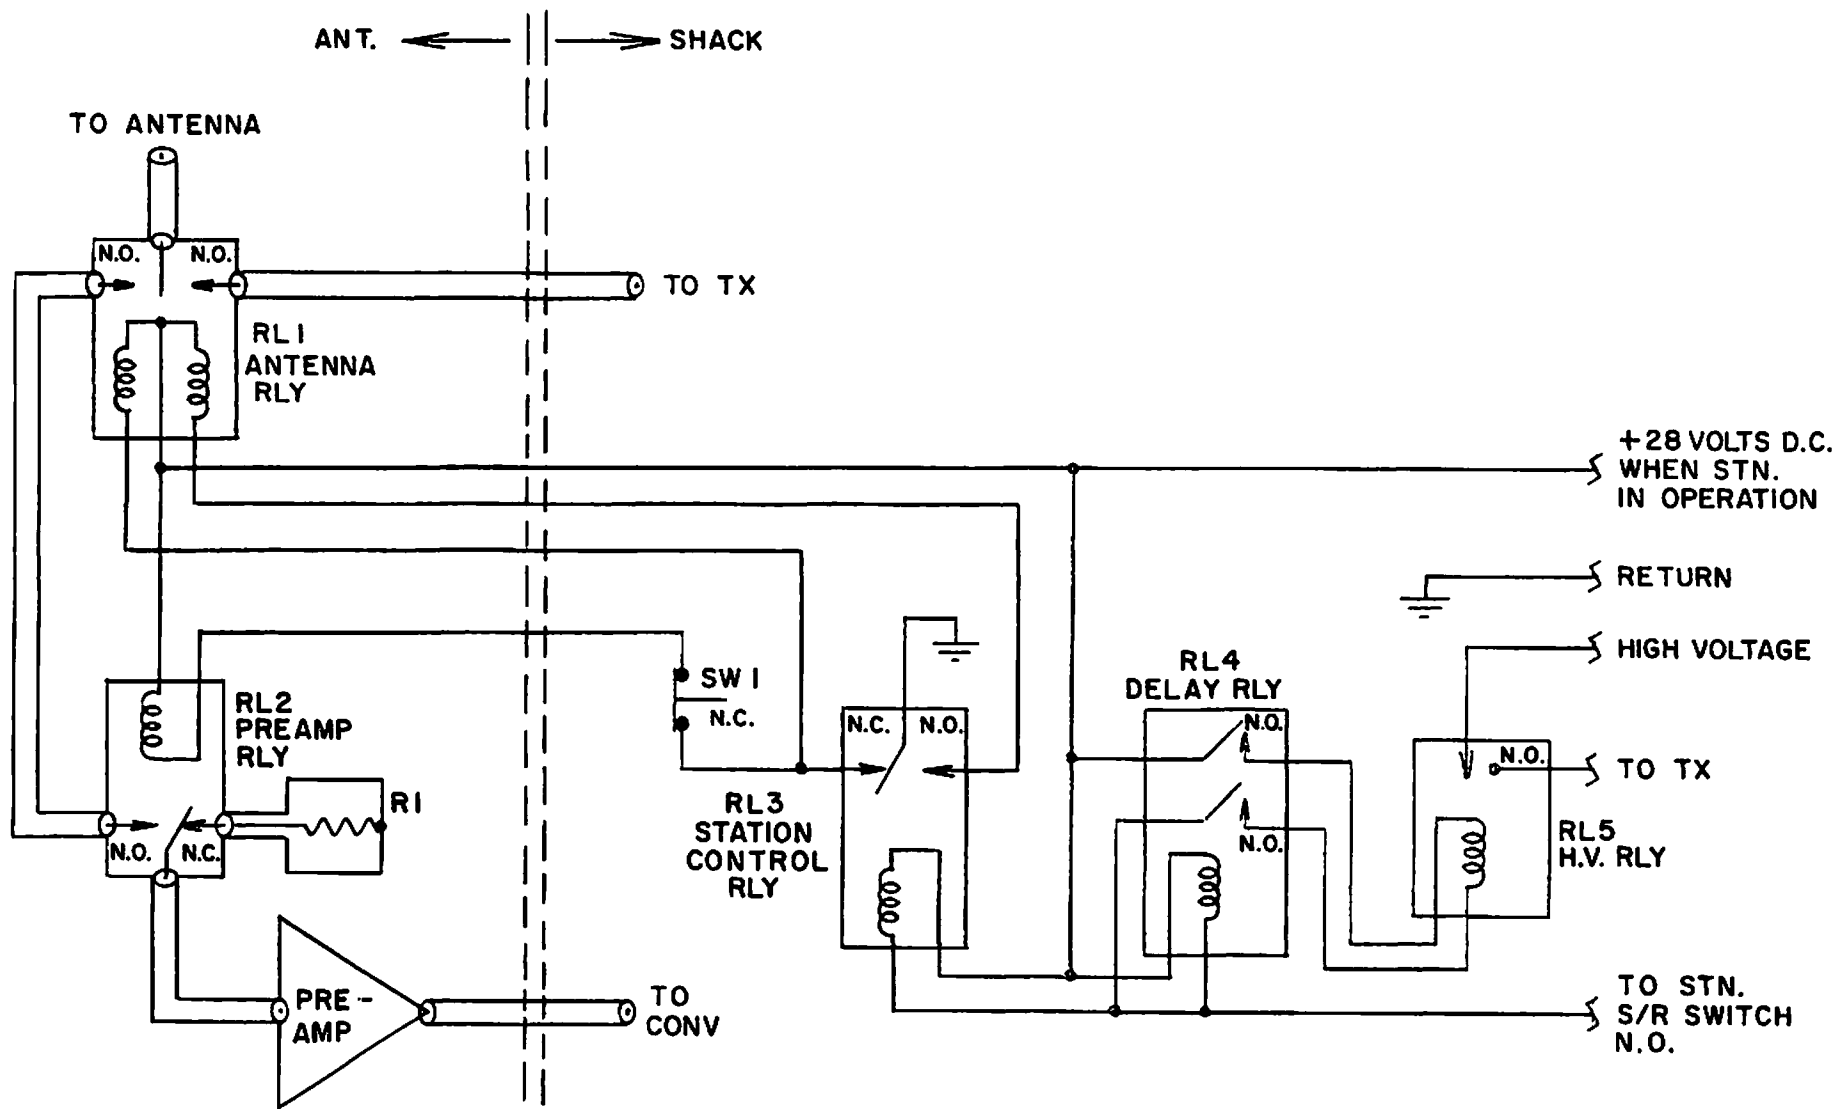 ANT.
SHACK
TO ANTENNA
N.O.
N.O.
TO TX
RL1
ANTENNA
RLY
+28 VOLTS D.C.
WHEN STN.
IN OPERATION
RETURN
HIGH VOLTAGE
RL2
PREAMP
RLY
SW1
N.C.
RL4
DELAY RLY
N.C.
N.O.
N.O.
N.O.
N.O.
TO TX
R1
N.O.
N.C.
RL3
STATION
CONTROL
RLY
RL5
H.V. RLY
PRE-
AMP
TO
CONV
TO STN.
S/R SWITCH
N.O.